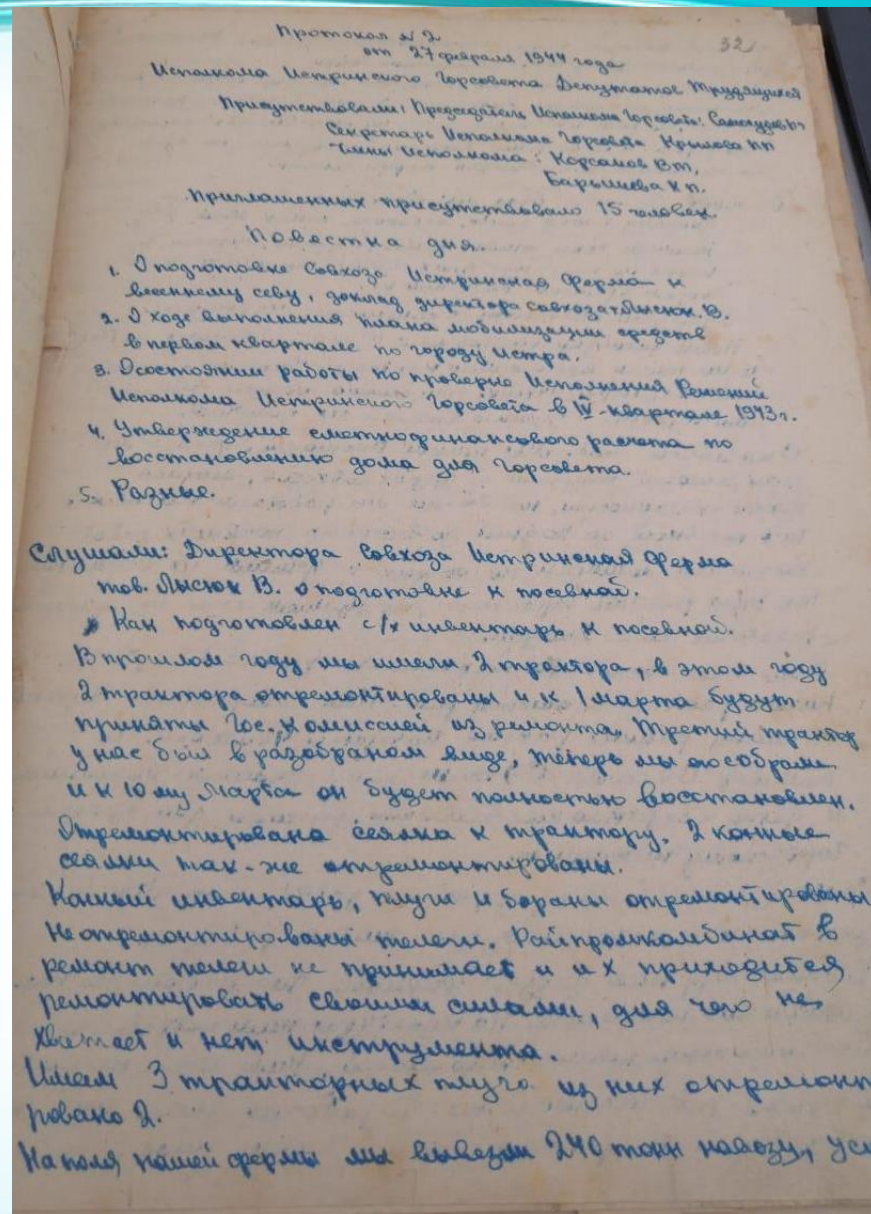 Протокол № 2
32
от 27 февраля 1944 года
Исполкома Истринского Горсовета Депутатов Трудящихся
Присутствовали: Председатель Исполкома Горсовета:
Секретарь Исполкома Горсовета Крылова
Члены Исполкома: Корсаков В.М.
Барышева К.П.
Приглашенных присутствовало 15 человек.
Повестка дня.
1. О подготовке Совхоза Истринская Ферма к
весеннему севу, доклад директора совхоза т. Лысюк. В.
2. О ходе выполнения плана мобилизации средств
в первом квартале по городу Истра.
3. О состоянии работы по проверке Исполнения Решений
Исполкома Истринского Горсовета в IV-квартале 1943 г.
4. Утверждение сметнофинансового расчета по
восстановлению дома для Горсовета.
5. Разные.
Слушали: Директора Совхоза Истринская Ферма
тов. Лысюк В. о подготовке к посевной.
Как подготовлен с/х инвентарь к посевной.
В прошлом году мы имели 2 трактора, в этом году
2 трактора отремонтированы и к 1 марта будут
приняты Гос. Комиссией из ремонта. Третий трактор
у нас был в разобраном виде, теперь мы его собрали
и к 10 му Марта он будет полностью восстановлен.
Отремонтирована сеялка к трактору. 2 конные
сеялки так-же отремонтированы.
Конный инвентарь, плуги и бораны отремонтированы
Не отремонтированы телеги. Райпромкомбинат в
ремонт телеги не принимает и их приходится
ремонтировать своими силами, для чего не
хватает и нет инструмента.
Имеем 3 тракторных плуга из них отремонти
ровано 2.
На поля нашей фермы мы вывезли 240 тонн навозу,